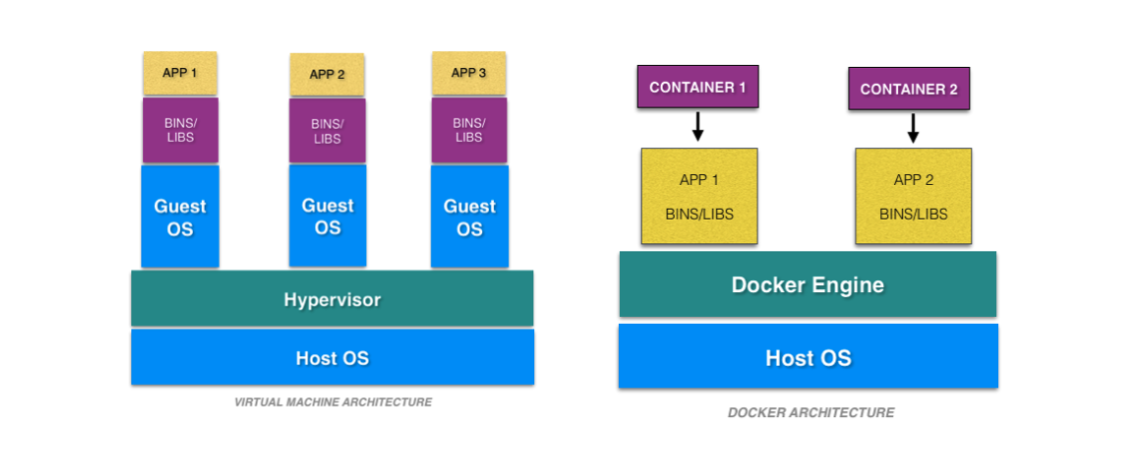 APP 1
BINS/
LIBS
Guest
OS
APP 2
BINS/
LIBS
Guest
OS
APP 3
BINS/
LIBS
Guest
OS
Hypervisor
Host OS
VIRTUAL MACHINE ARCHITECTURE
CONTAINER 1
APP 1
BINS/LIBS
CONTAINER 2
APP 2
BINS/LIBS
Docker Engine
Host OS
DOCKER ARCHITECTURE